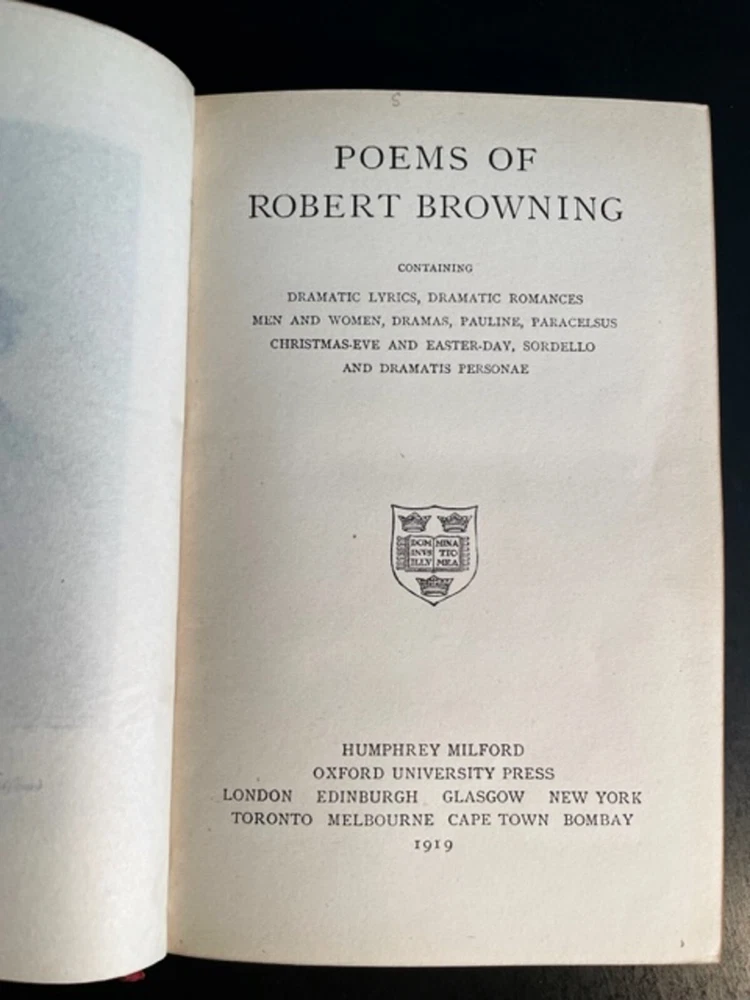 POEMS OF
ROBERT BROWNING
CONTAINING
DRAMATIC LYRICS, DRAMATIC ROMANCES
MEN AND WOMEN, DRAMAS, PAULINE, PARACELSUS
CHRISTMAS-EVE AND EASTER-DAY, SORDELLO
AND DRAMATIS PERSONAE
DOM MINA
INVS TIO
ILLV MEA
HUMPHREY MILFORD
OXFORD UNIVERSITY PRESS
LONDON EDINBURGH GLASGOW NEW YORK
TORONTO MELBOURNE CAPE TOWN BOMBAY
1919